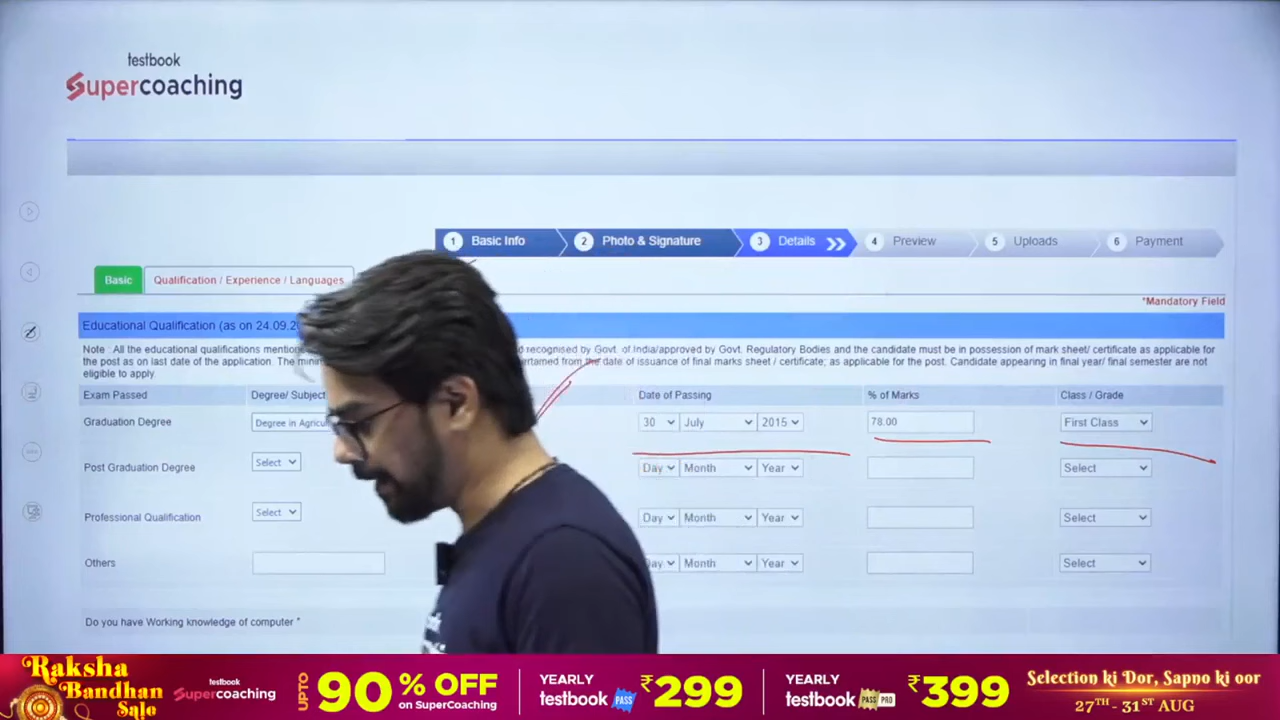 testbook
Supercoaching
1 Basic Info
2 Photo & Signature
3 Details
4 Preview
5 Uploads
6 Payment
Basic
Qualification / Experience / Languages
*Mandatory Field
Educational Qualification (as on 24.09.20
Note : All the educational qualifications mentione recognised by Govt. of India/approved by Govt. Regulatory Bodies and the candidate must be in possession of mark sheet/ certificate as applicable for
the post as on last date of the application. The mini ertained from the date of issuance of final marks sheet / certificate; as applicable for the post. Candidate appearing in final year/ final semester are not
eligible to apply.
Exam Passed Degree/ Subject Date of Passing % of Marks Class / Grade
Graduation Degree Degree in Agricu 30 July 2015 78.00 First Class
Post Graduation Degree Select Day Month Year Select
Professional Qualification Select Day Month Year Select
Others Day Month Year Select
Do you have Working knowledge of computer *
Raksha
Bandhan
Sale
testbook
Supercoaching
UPTO
90% OFF
on SuperCoaching
YEARLY
testbook PASS
₹299
YEARLY
testbook PASS PRO
₹399
Selection ki Dor, Sapno ki oor
27TH - 31ST AUG